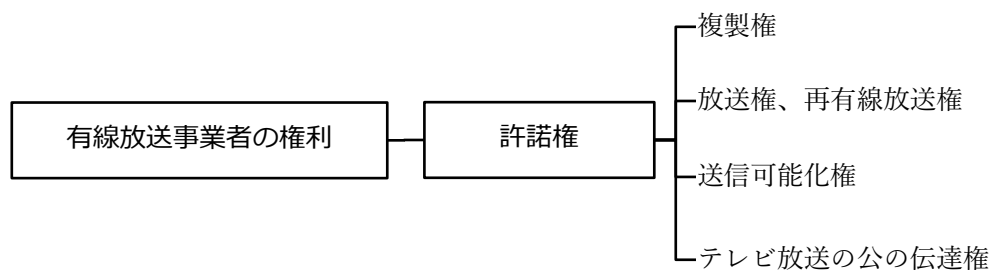 複製権
放送権、再有線放送権
有線放送事業者の権利
許諾権
送信可能化権
テレビ放送の公の伝達権